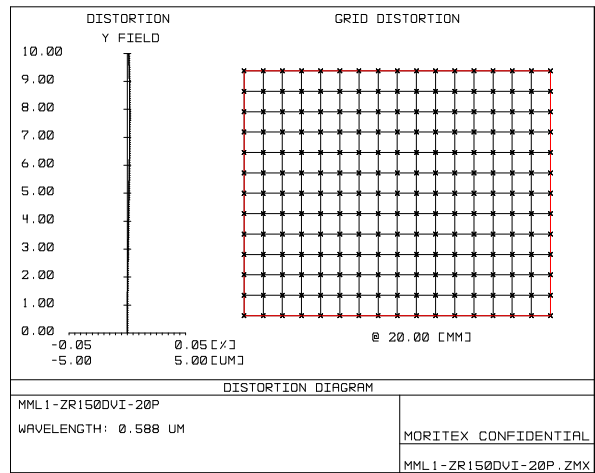 DISTORTION
Y FIELD
10.00
9.00
8.00
7.00
6.00
5.00
4.00
3.00
2.00
1.00
0.00
-0.05 0.05[%]
-5.00 5.00[UM]
GRID DISTORTION
@ 20.00 [MM]
DISTORTION DIAGRAM
MML1-ZR150DVI-20P
WAVELENGTH: 0.588 UM
MORITEX CONFIDENTIAL
MML1-ZR150DVI-20P.ZMX